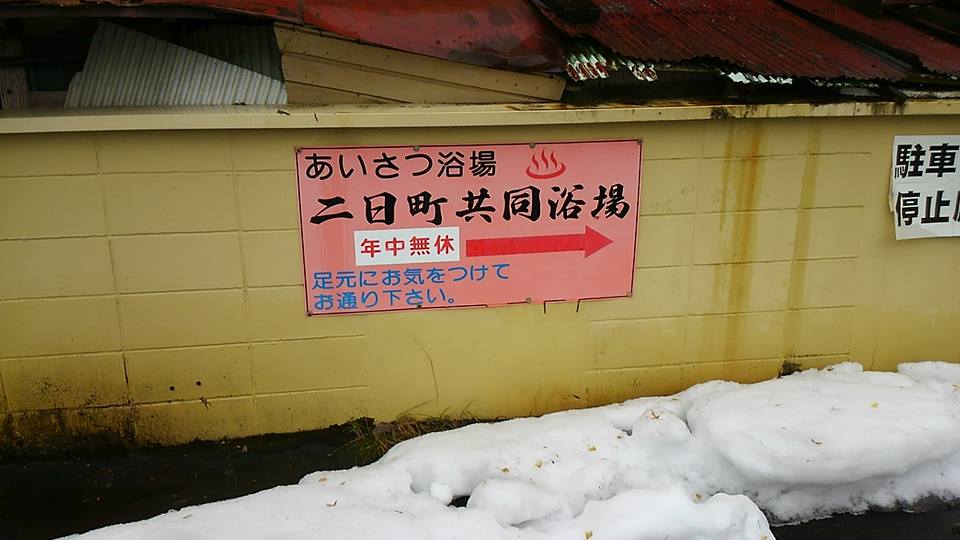 あいさつ浴場
二日町共同浴場
年中無休
足元にお気をつけて
お通り下さい。
駐車
停止